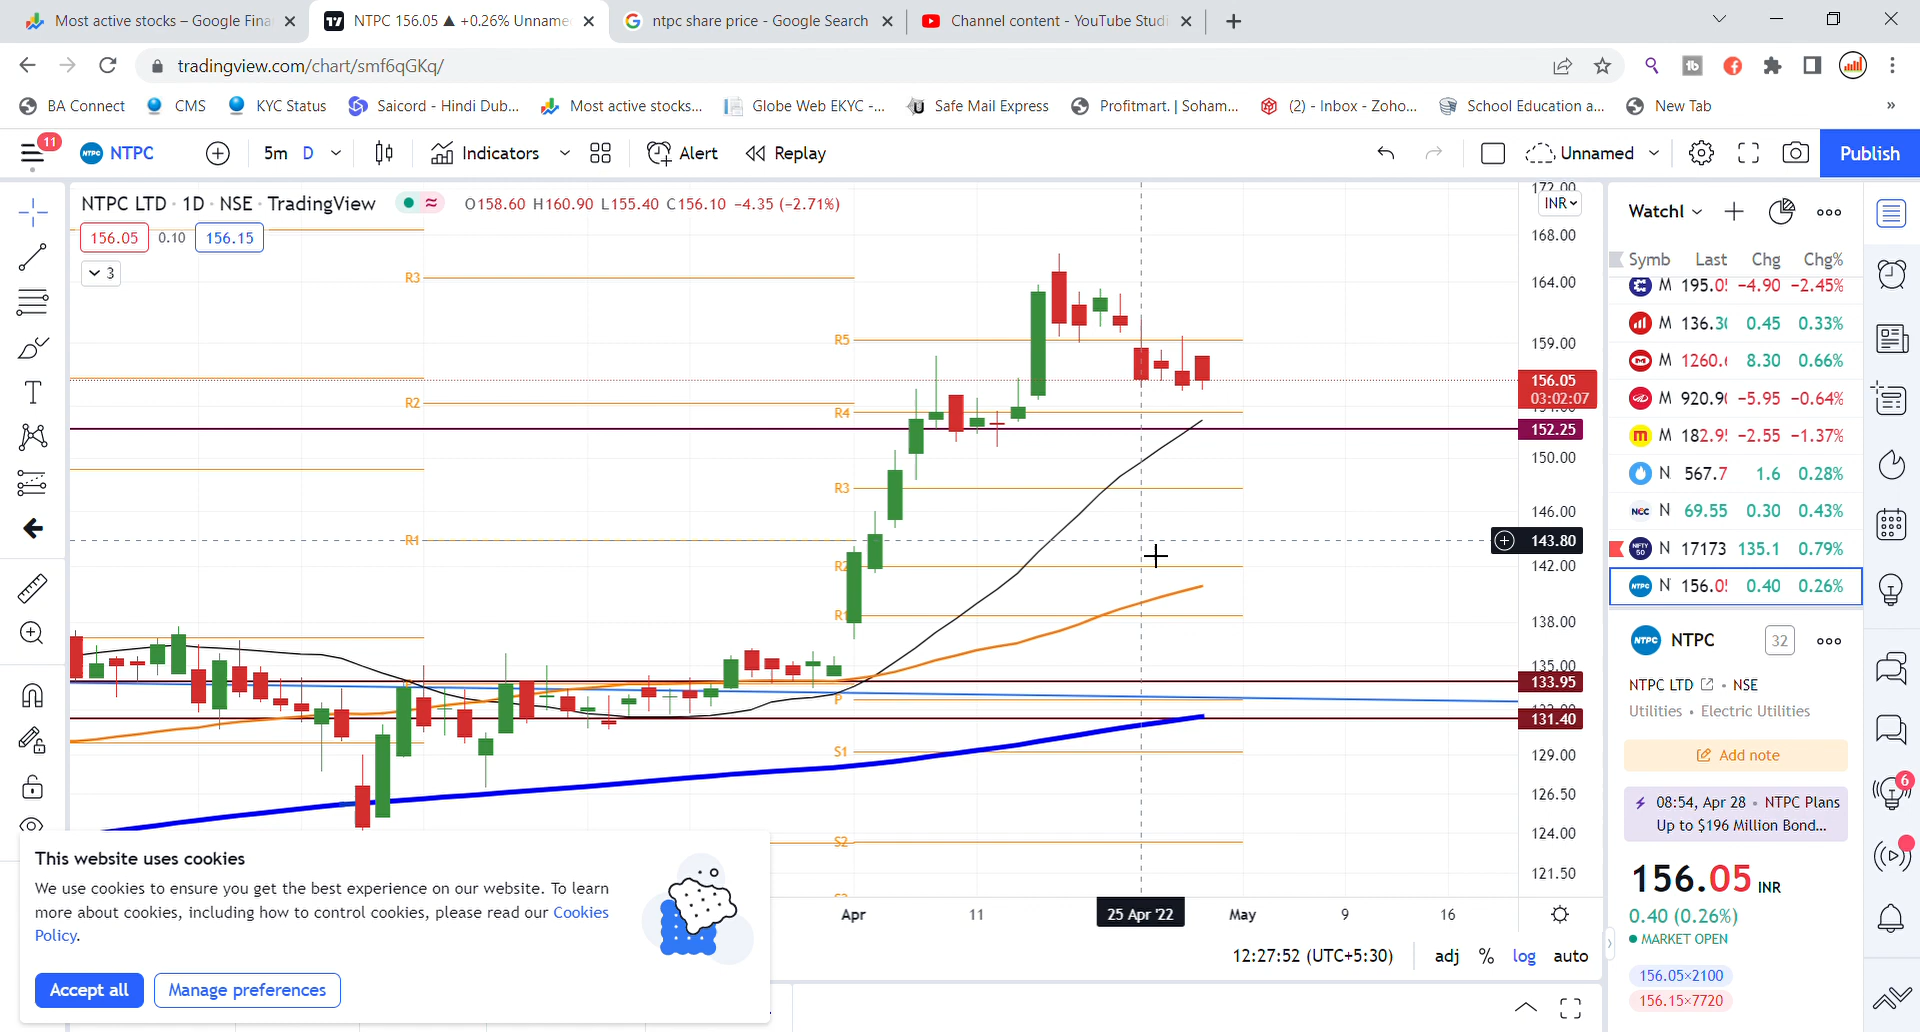 Most active stocks – Google Fina
NTPC 156.05 ▲ +0.26% Unname
ntpc share price - Google Search
Channel content - YouTube Studi
tradingview.com/chart/smf6qGKq/
BA Connect
CMS
KYC Status
Saicord - Hindi Dub...
Most active stocks...
Globe Web EKYC -...
Safe Mail Express
Profitmart. | Soham...
(2) - Inbox - Zoho...
School Education a...
New Tab
»
11
NTPC
5m
D
Indicators
Alert
Replay
Unnamed
Publish
NTPC LTD · 1D · NSE · TradingView
O158.60 H160.90 L155.40 C156.10 −4.35 (−2.71%)
156.05
0.10
156.15
3
R3
R2
R1
R5
R4
R3
R2
R1
P
S1
S2
172.00
INR
168.00
164.00
159.00
156.05
03:02:07
152.25
150.00
146.00
143.80
142.00
138.00
135.00
133.95
131.40
129.00
126.50
124.00
121.50
Apr
11
25 Apr '22
May
9
16
12:27:52 (UTC+5:30)
adj
%
log
auto
Watchl
Symb Last Chg Chg%
M 195.0 −4.90 −2.45%
M 136.30 0.45 0.33%
M 1260.6 8.30 0.66%
M 920.90 −5.95 −0.64%
M 182.95 −2.55 −1.37%
N 567.7 1.6 0.28%
NCC N 69.55 0.30 0.43%
NIFTY 50 N 17173 135.1 0.79%
NTPC N 156.05 0.40 0.26%
NTPC NTPC
32
NTPC LTD · NSE
Utilities • Electric Utilities
Add note
08:54, Apr 28 • NTPC Plans
Up to $196 Million Bond...
156.05 INR
0.40 (0.26%)
MARKET OPEN
156.05×2100
156.15×7720
6
This website uses cookies
We use cookies to ensure you get the best experience on our website. To learn
more about cookies, including how to control cookies, please read our Cookies
Policy.
Accept all
Manage preferences